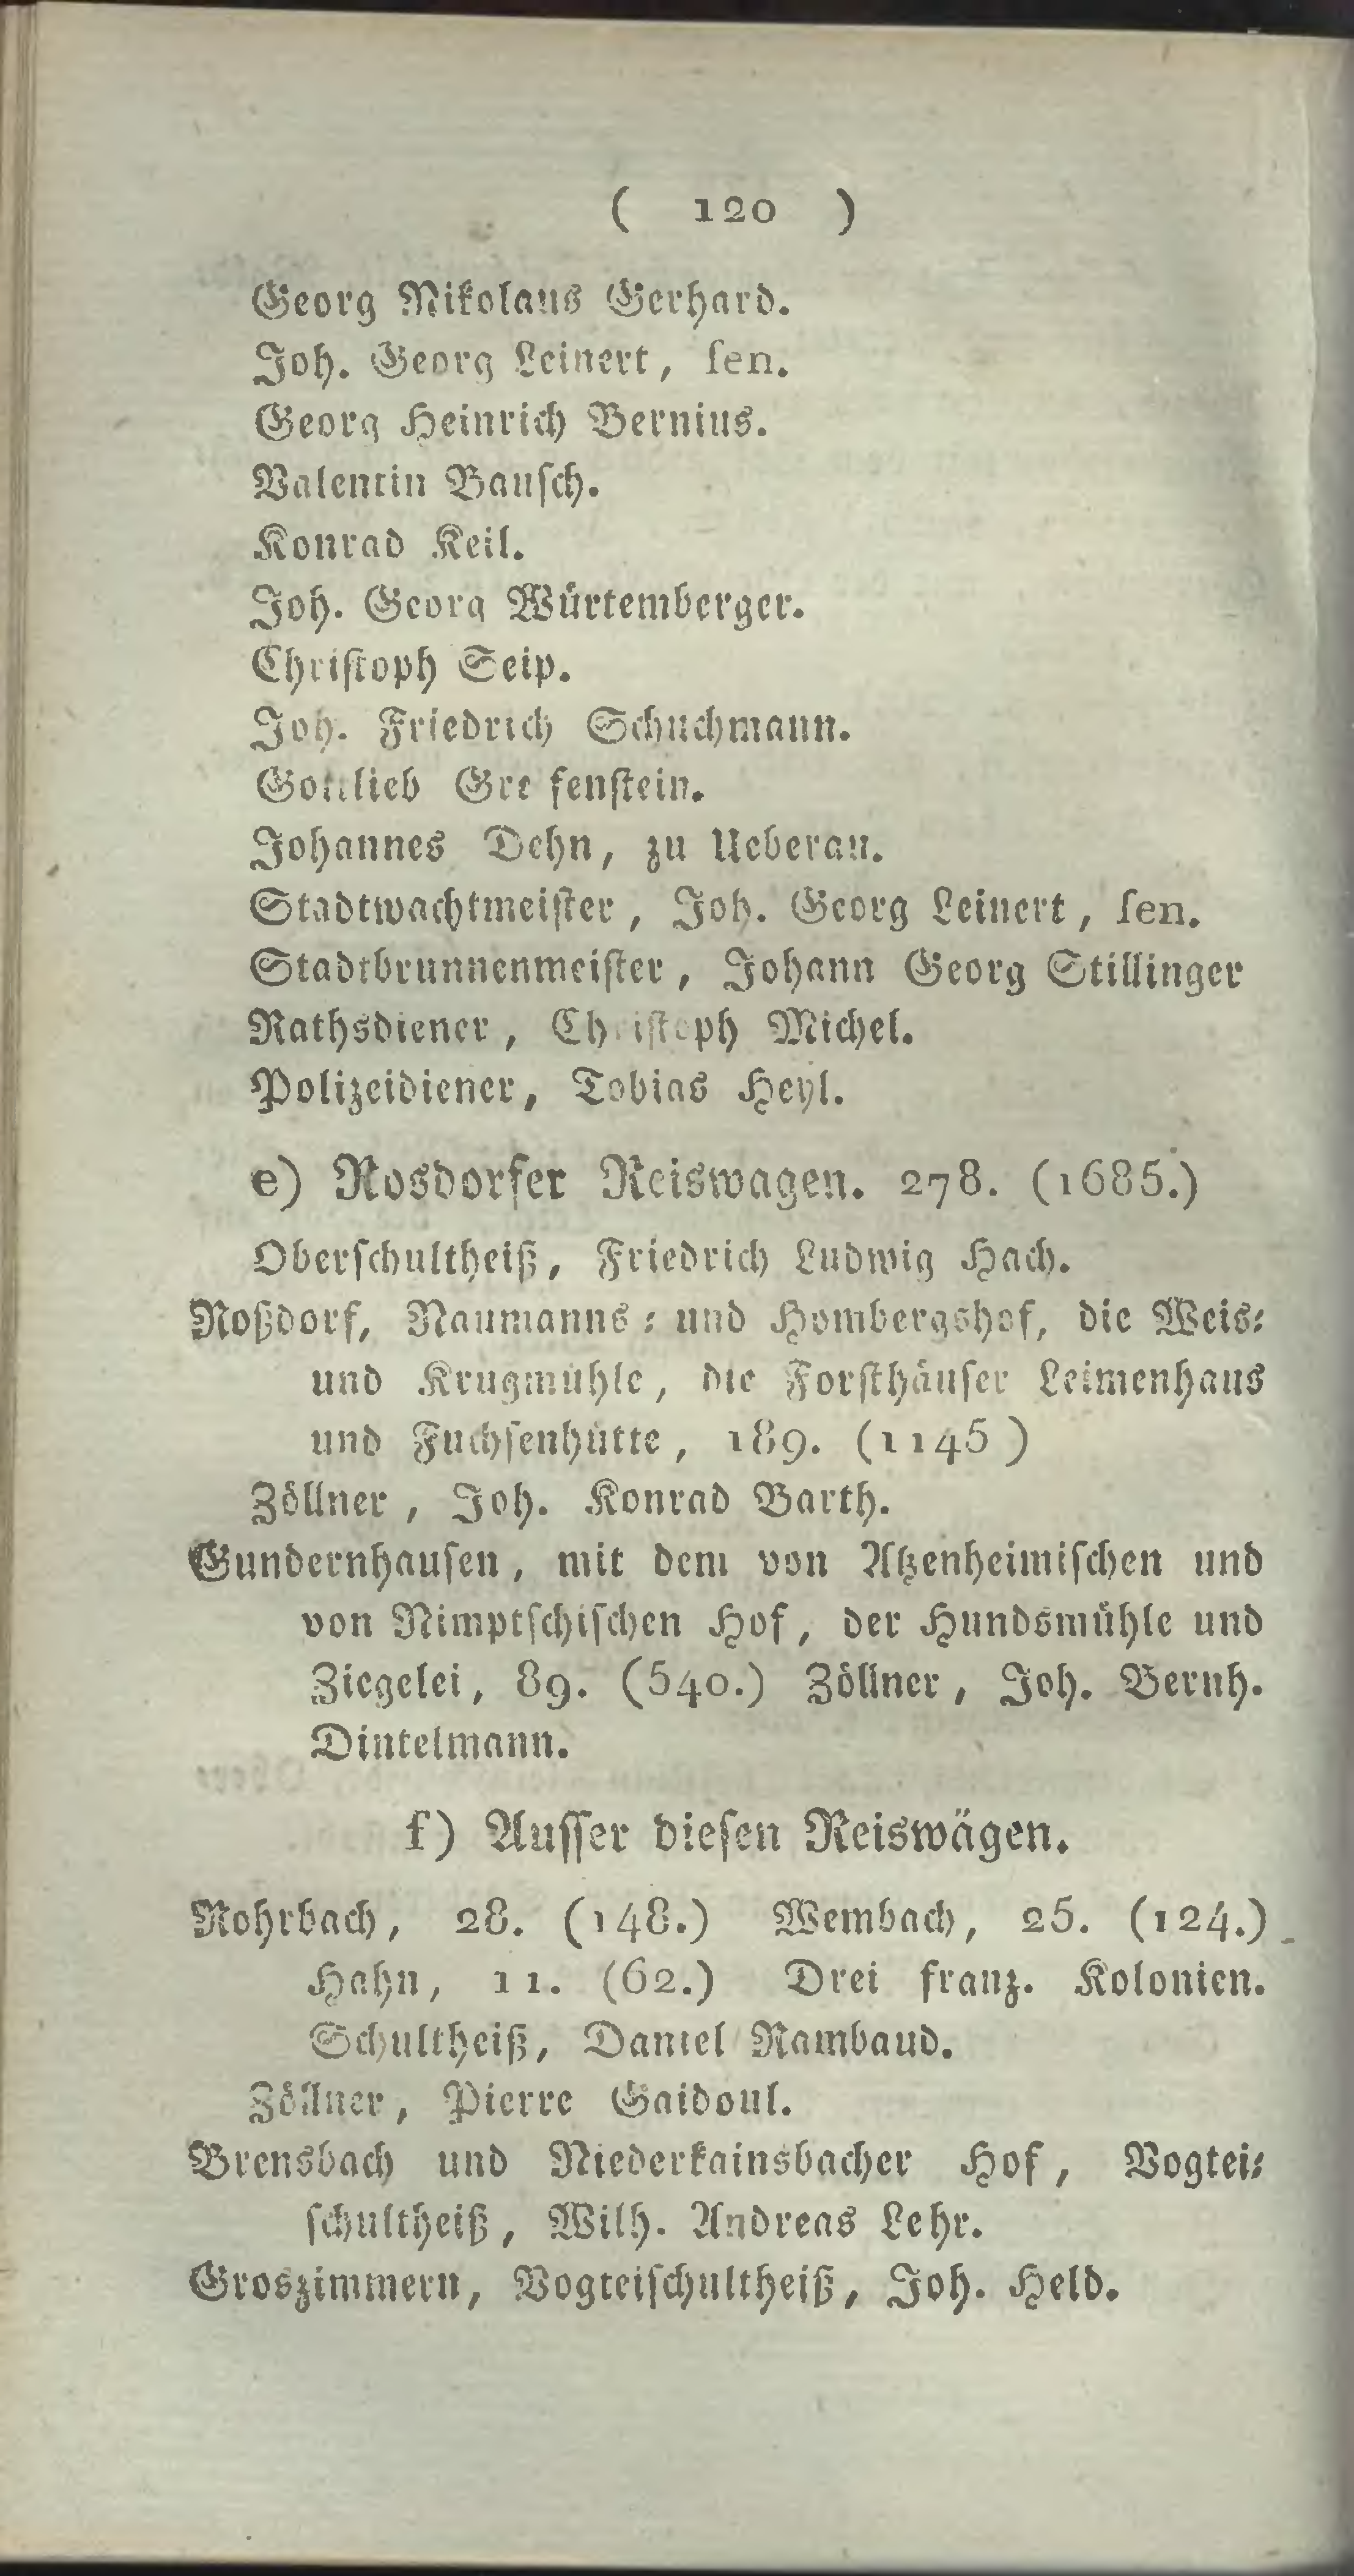 ( 120 )
Georg Nikolaus Gerhard.
Joh. Georg Leinert, ſen.
Georg Heinrich Bernius.
Valentin Bauſch.
Konrad Keil.
Joh. Georg Würtemberger.
Chriſtoph Seip.
Joh. Friedrich Schuchmann.
Gottlieb Greifenſtein.
Johannes Dehn, zu Ueberau.
Stadtwachtmeiſter, Joh. Georg Leinert, ſen.
Stadtbrunnenmeiſter, Johann Georg Stillinger
Rathsdiener, Chriſtoph Michel.
Polizeidiener, Tobias Heyl.
e) Rosdorfer Reiswagen. 278. (1685.)
Oberſchultheiß, Friedrich Ludwig Hach.
Roßdorf, Naumanns⸗ und Hombergshof, die Weis⸗
und Krugmühle, die Forſthäuſer Leimenhaus
und Fuchſenhütte, 189. (1145)
Zöllner, Joh. Konrad Barth.
Gundernhauſen, mit dem von Atzenheimiſchen und
von Nimptſchiſchen Hof, der Hundsmühle und
Ziegelei, 89. (540.) Zöllner, Joh. Bernh.
Dintelmann.
f) Auſſer dieſen Reiswägen.
Rohrbach, 28. (148.) Wembach, 25. (124.)
Hahn, 11. (62.) Drei franz. Kolonien.
Schultheiß, Daniel Rambaud.
Zöllner, Pierre Gaidoul.
Brensbach und Niederkainsbacher Hof, Vogtei⸗
ſchultheiß, Wilh. Andreas Lehr.
Groszimmern, Vogteiſchultheiß, Joh. Held.